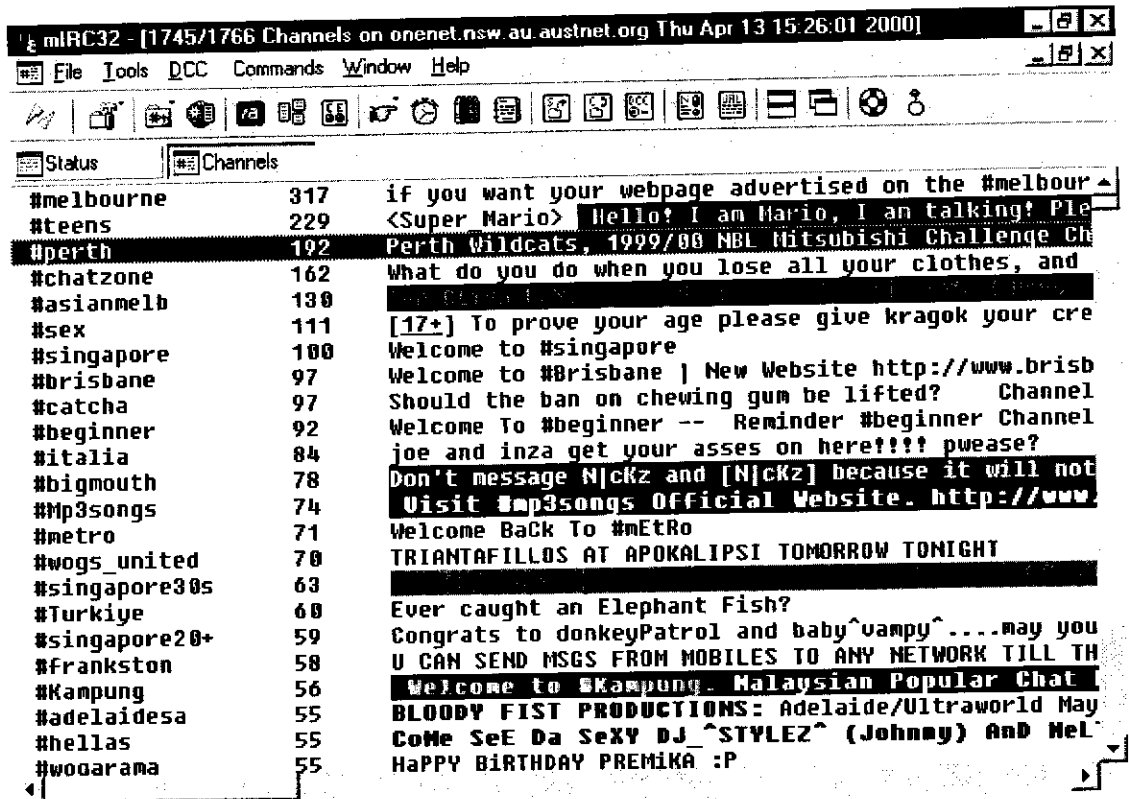 mIRC32 - [1745/1766 Channels on onenet.nsw.au.austnet.org Thu Apr 13 15:26:01 2000]
File Tools DCC Commands Window Help
Status Channels
#melbourne 317 if you want your webpage advertised on the #melbour
#teens 229 <Super_Mario> Hello! I am Mario, I am talking! Ple
#perth 192 Perth Wildcats, 1999/00 NBL Mitsubishi Challenge Ch
#chatzone 162 What do you do when you lose all your clothes, and
#asianmelb 130
#sex 111 [17+] To prove your age please give kragok your cre
#singapore 100 Welcome to #singapore
#brisbane 97 Welcome to #Brisbane | New Website http://www.brisb
#catcha 97 Should the ban on chewing gum be lifted? Channel
#beginner 92 Welcome To #beginner -- Reminder #beginner Channel
#italia 84 joe and inza get your asses on here!!!! pwease?
#bigmouth 78 Don't message N|cKz and [N|cKz] because it will not
#Mp3songs 74 Visit #mp3songs Official Website. http://www.
#metro 71 Welcome BaCk To #mEtRo
#wogs_united 70 TRIANTAFILLOS AT APOKALIPSI TOMORROW TONIGHT
#singapore30s 63
#Turkiye 60 Ever caught an Elephant Fish?
#singapore20+ 59 Congrats to donkeyPatrol and baby^vampy^....may you
#frankston 58 U CAN SEND MSGS FROM MOBILES TO ANY NETWORK TILL TH
#Kampung 56 Welcome to #Kampung. Malaysian Popular Chat
#adelaidesa 55 BLOODY FIST PRODUCTIONS: Adelaide/Ultraworld May
#hellas 55 CoMe SeE Da SeXY DJ_^STYLEZ^ (Johnny) AnD MeL
#wogarama 55 HaPPY BiRTHDAY PREMiKA :P